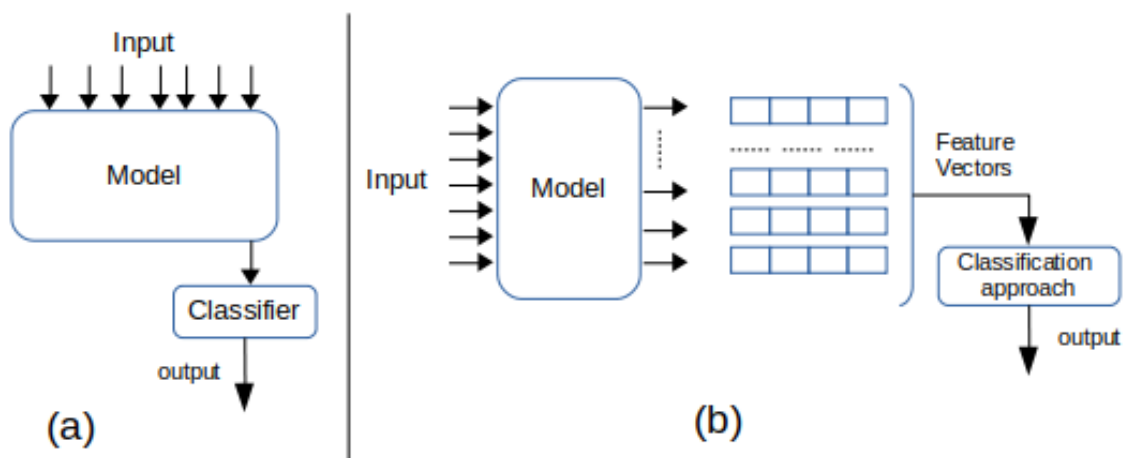 Input
Model
Classifier
output
(a)
Input
Model
Feature
Vectors
Classification
approach
output
(b)